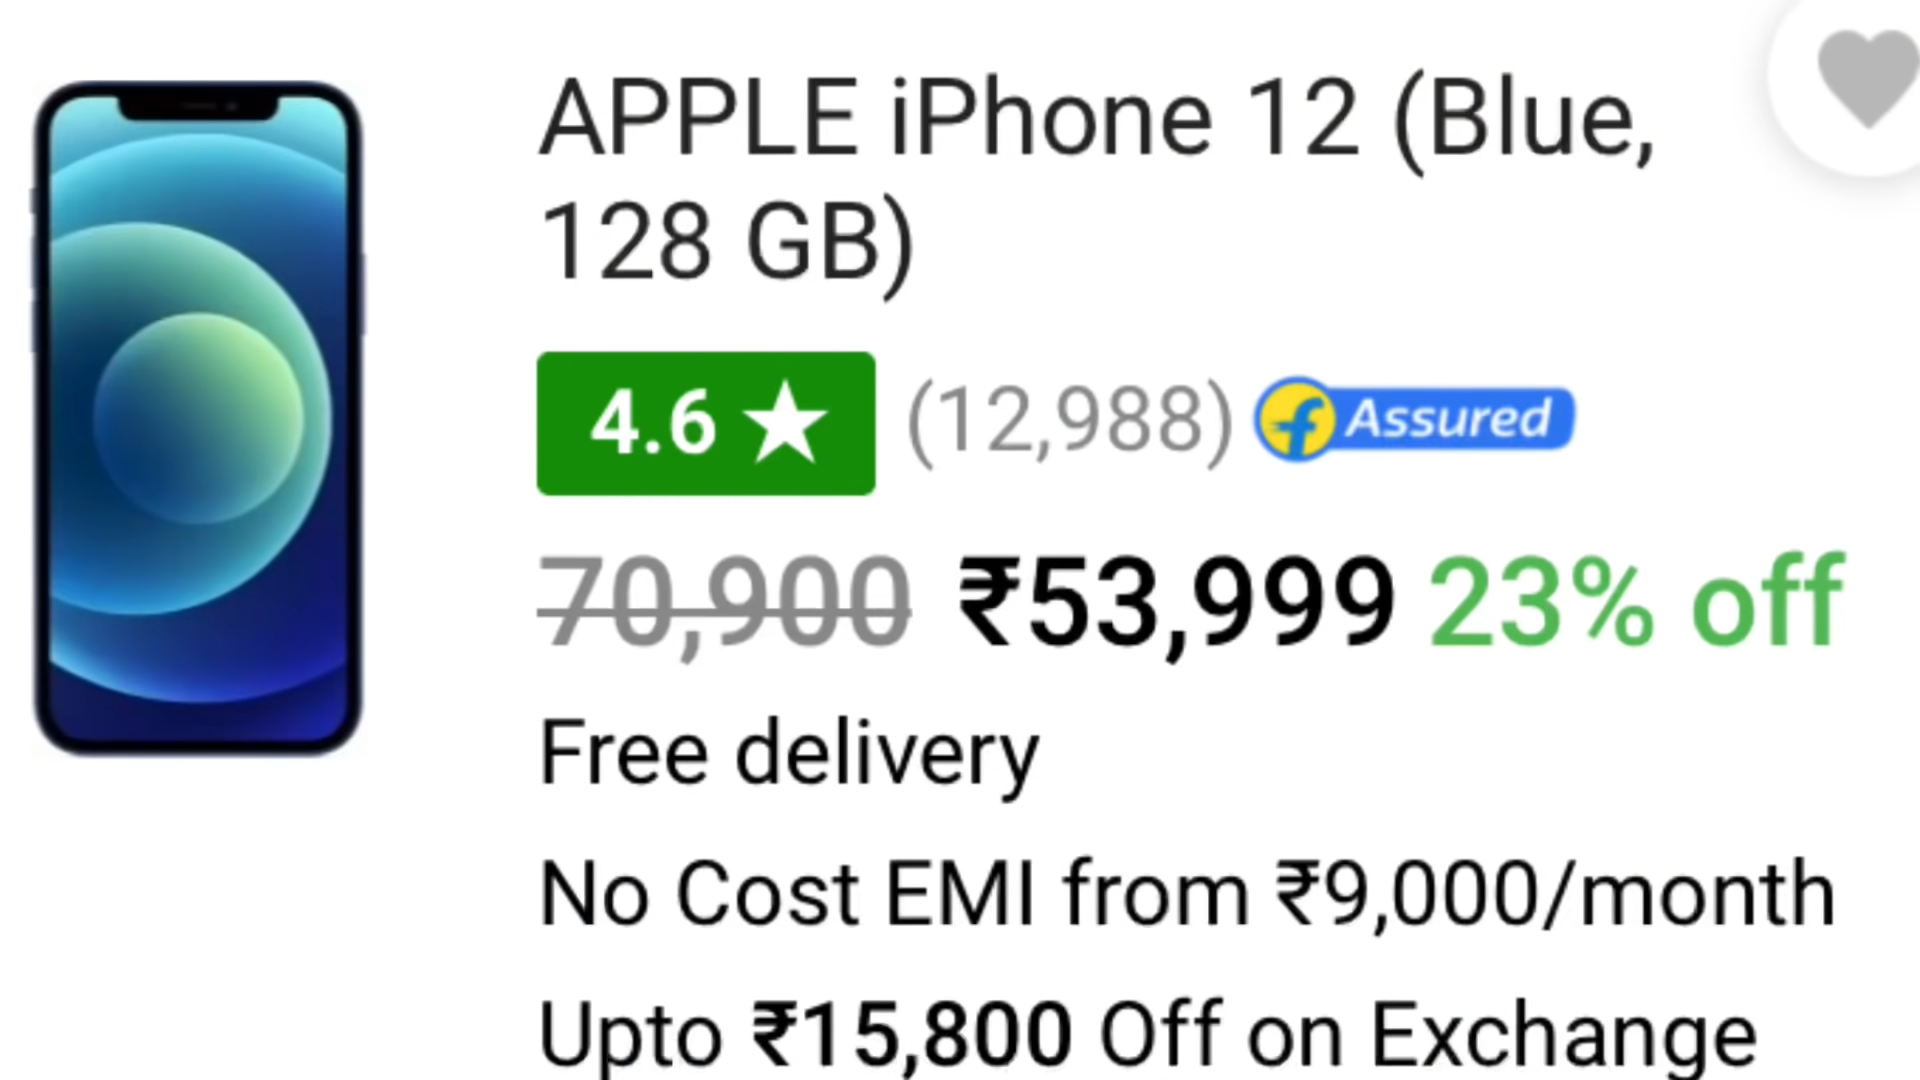 APPLE iPhone 12 (Blue,
128 GB)
4.6 ★ (12,988) f Assured
70,900 ₹53,999 23% off
Free delivery
No Cost EMI from ₹9,000/month
Upto ₹15,800 Off on Exchange